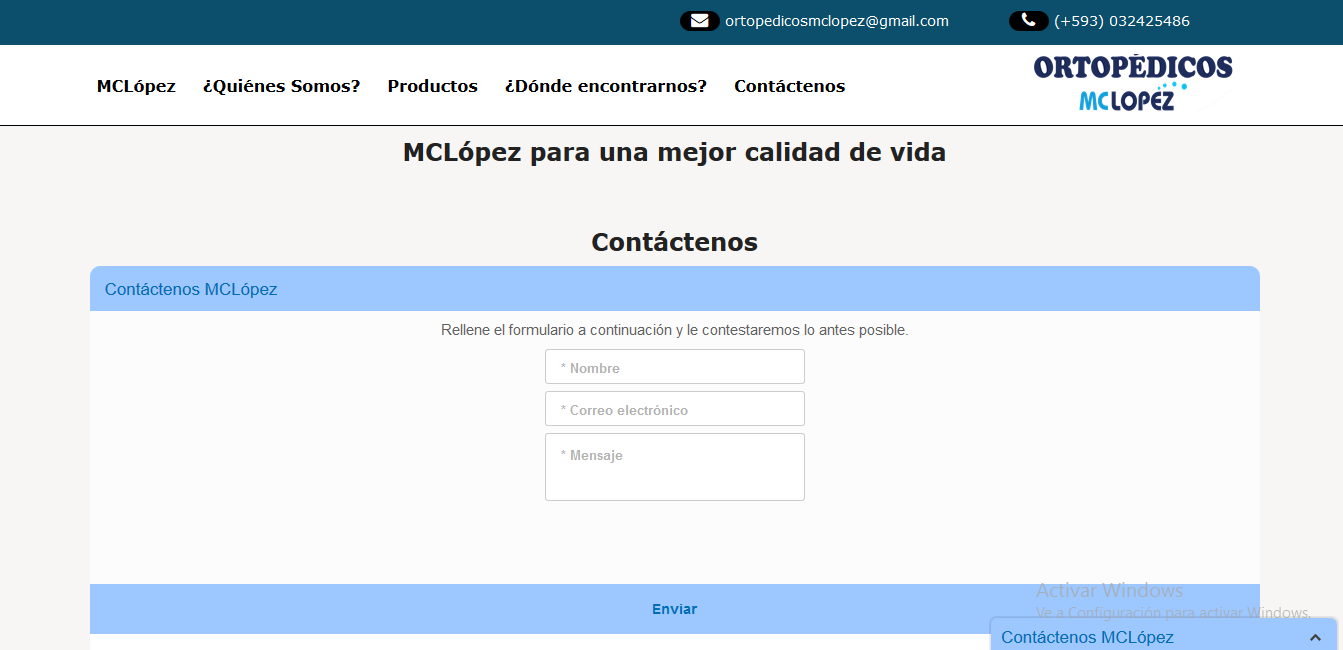 ortopedicosmclopez@gmail.com (+593) 032425486
MCLópez ¿Quiénes Somos? Productos ¿Dónde encontrarnos? Contáctenos
ORTOPÉDICOS
MCLOPEZ
MCLópez para una mejor calidad de vida
Contáctenos
Contáctenos MCLópez
Rellene el formulario a continuación y le contestaremos lo antes posible.
* Nombre
* Correo electrónico
* Mensaje
Activar Windows
Enviar
Ve a Configuración para activar Windows.
Contáctenos MCLópez